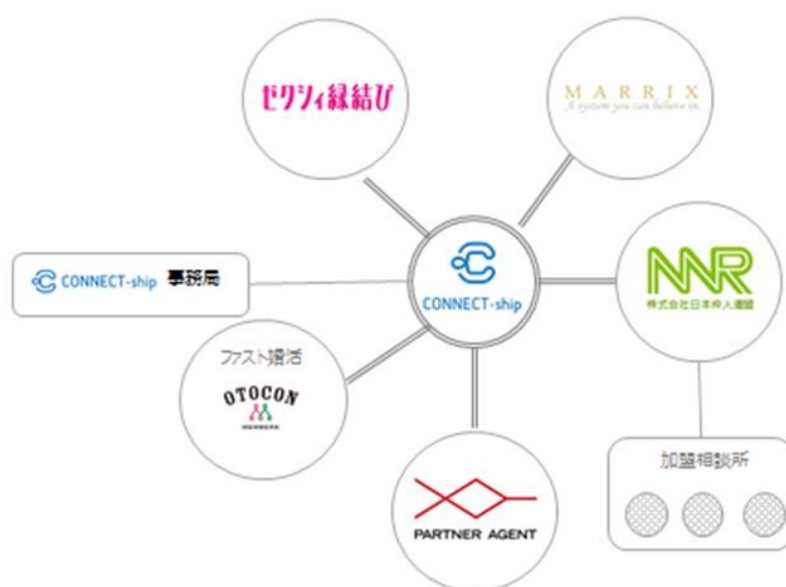 ゼクシィ縁結び
MARRIX
A system you can believe in.
CONNECT-ship
NNR
株式会社日本仲人連盟
CONNECT-ship 事務局
ファスト婚活
OTOCON
MEMBERS
PARTNER AGENT
加盟相談所